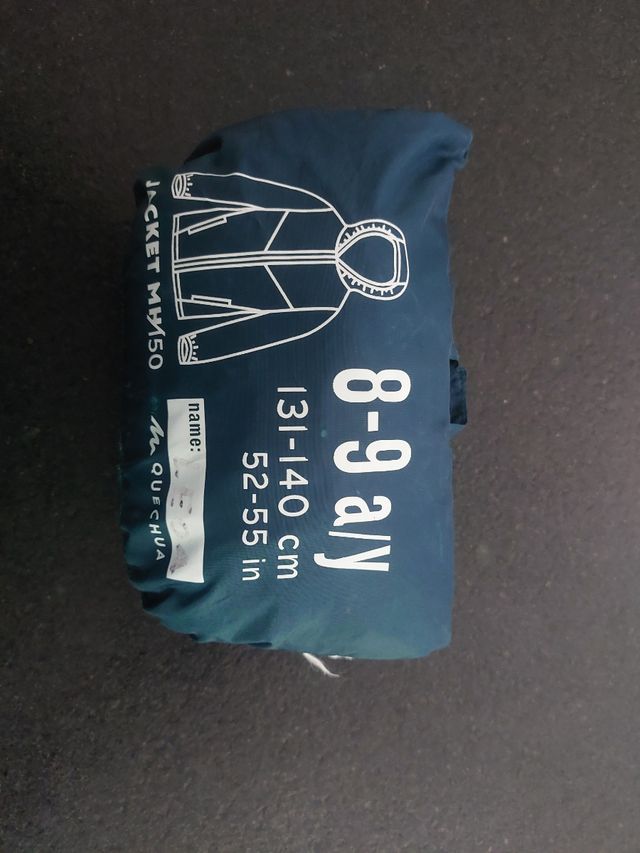 8-9 a/y
131-140 cm
52-55 in
name:
JACKET MH150
QUECHUA